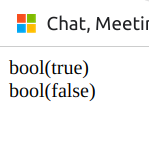 Chat, Meetin
bool(true)
bool(false)